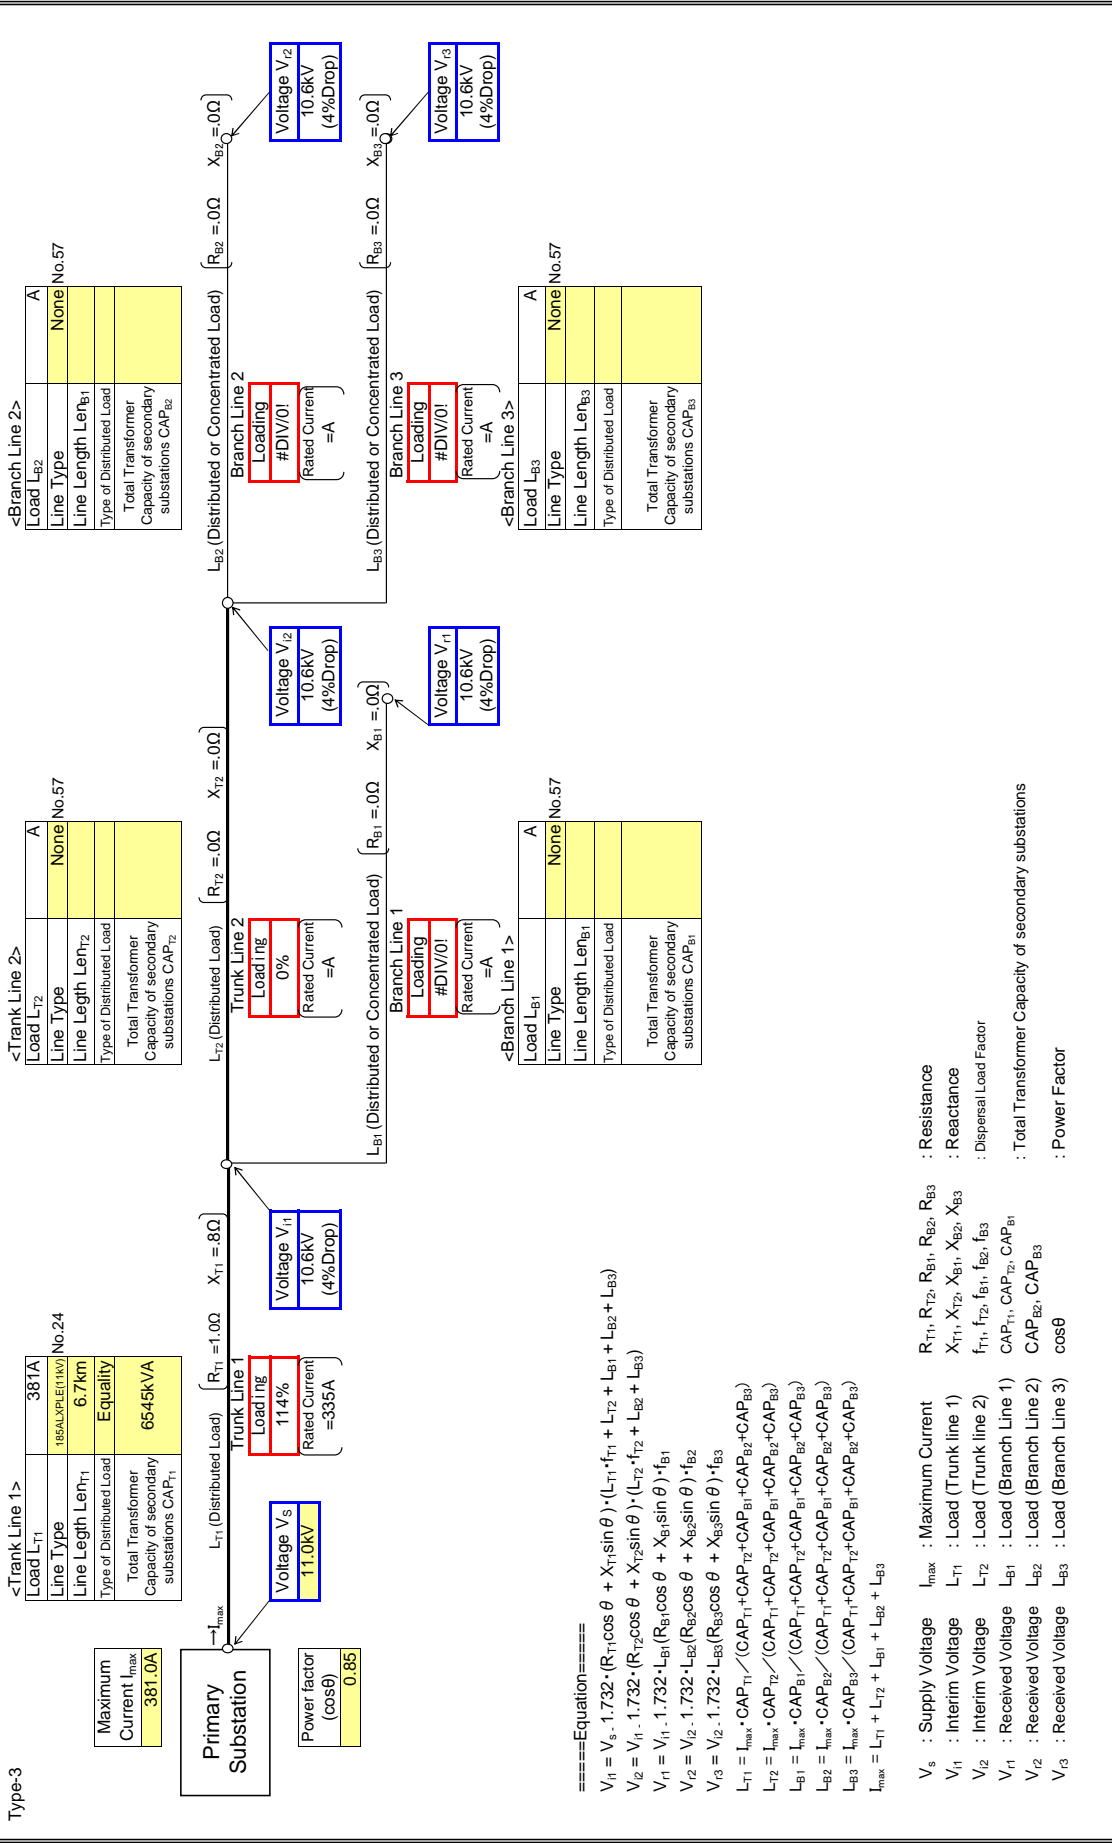 Type-3
Maximum
Current Imax
381.0A
Primary
Substation
Power factor
(cosθ)
0.85
→Imax
Voltage VS
11.0kV
<Trank Line 1>
Load LT1 381A
Line Type 185ALXPLE(11kV) No.24
Line Legth LenT1 6.7km
Type of Distributed Load Equality
Total Transformer
Capacity of secondary
substations CAPT1
6545kVA
LT1 (Distributed Load)
RT1 =1.0Ω XT1 =.8Ω
Trunk Line 1
Loading
114%
Rated Current
=335A
Voltage Vi1
10.6kV
(4%Drop)
<Trank Line 2>
Load LT2 A
Line Type None No.57
Line Length LenT2
Type of Distributed Load
Total Transformer
Capacity of secondary
substations CAPT2
LT2 (Distributed Load)
RT2 =.0Ω XT2 =.0Ω
Trunk Line 2
Loading
0%
Rated Current
=A
Voltage Vi2
10.6kV
(4%Drop)
LB1 (Distributed or Concentrated Load)
RB1 =.0Ω XB1 =.0Ω
Branch Line 1
Loading
#DIV/0!
Rated Current
=A
Voltage Vr1
10.6kV
(4%Drop)
<Branch Line 1>
Load LB1 A
Line Type None No.57
Line Length LenB1
Type of Distributed Load
Total Transformer
Capacity of secondary
substations CAPB1
<Branch Line 2>
Load LB2 A
Line Type None No.57
Line Length LenB1
Type of Distributed Load
Total Transformer
Capacity of secondary
substations CAPB2
LB2 (Distributed or Concentrated Load)
RB2 =.0Ω XB2 =.0Ω
Branch Line 2
Loading
#DIV/0!
Rated Current
=A
Voltage Vr2
10.6kV
(4%Drop)
LB3 (Distributed or Concentrated Load)
RB3 =.0Ω XB3 =.0Ω
Branch Line 3
Loading
#DIV/0!
Rated Current
=A
Voltage Vr3
10.6kV
(4%Drop)
<Branch Line 3>
Load LB3 A
Line Type None No.57
Line Length LenB3
Type of Distributed Load
Total Transformer
Capacity of secondary
substations CAPB3
=====Equation=====
Vi1 = Vs - 1.732・(RT1cos θ + XT1sin θ)・(LT1・fT1 + LT2 + LB1 + LB2 + LB3)
Vi2 = Vi1 - 1.732・(RT2cos θ + XT2sin θ)・(LT2・fT2 + LB2 + LB3)
Vr1 = Vi1 - 1.732・LB1(RB1cos θ + XB1sin θ)・fB1
Vr2 = Vi2 - 1.732・LB2(RB2cos θ + XB2sin θ)・fB2
Vr3 = Vi2 - 1.732・LB3(RB3cos θ + XB3sin θ)・fB3
LT1 = Imax・CAPT1／(CAPT1+CAPT2+CAPB1+CAPB2+CAPB3)
LT2 = Imax・CAPT2／(CAPT1+CAPT2+CAPB1+CAPB2+CAPB3)
LB1 = Imax・CAPB1／(CAPT1+CAPT2+CAPB1+CAPB2+CAPB3)
LB2 = Imax・CAPB2／(CAPT1+CAPT2+CAPB1+CAPB2+CAPB3)
LB3 = Imax・CAPB3／(CAPT1+CAPT2+CAPB1+CAPB2+CAPB3)
Imax = LT1 + LT2 + LB1 + LB2 + LB3
Vs : Supply Voltage Imax : Maximum Current RT1, RT2, RB1, RB2, RB3 : Resistance
Vi1 : Interim Voltage LT1 : Load (Trunk line 1) XT1, XT2, XB1, XB2, XB3 : Reactance
Vi2 : Interim Voltage LT2 : Load (Trunk line 2) fT1, fT2, fB1, fB2, fB3 : Dispersal Load Factor
Vr1 : Received Voltage LB1 : Load (Branch Line 1) CAPT1, CAPT2, CAPB1 : Total Transformer Capacity of secondary substations
Vr2 : Received Voltage LB2 : Load (Branch Line 2) CAPB2, CAPB3
Vr3 : Received Voltage LB3 : Load (Branch Line 3) cosθ : Power Factor